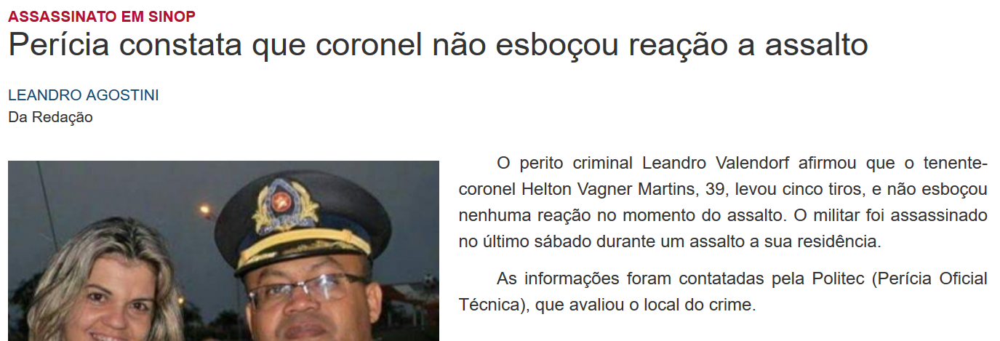 ASSASSINATO EM SINOP
Perícia constata que coronel não esboçou reação a assalto
LEANDRO AGOSTINI
Da Redação
O perito criminal Leandro Valendorf afirmou que o tenente-
coronel Helton Vagner Martins, 39, levou cinco tiros, e não esboçou
nenhuma reação no momento do assalto. O militar foi assassinado
no último sábado durante um assalto a sua residência.
As informações foram contatadas pela Politec (Perícia Oficial
Técnica), que avaliou o local do crime.